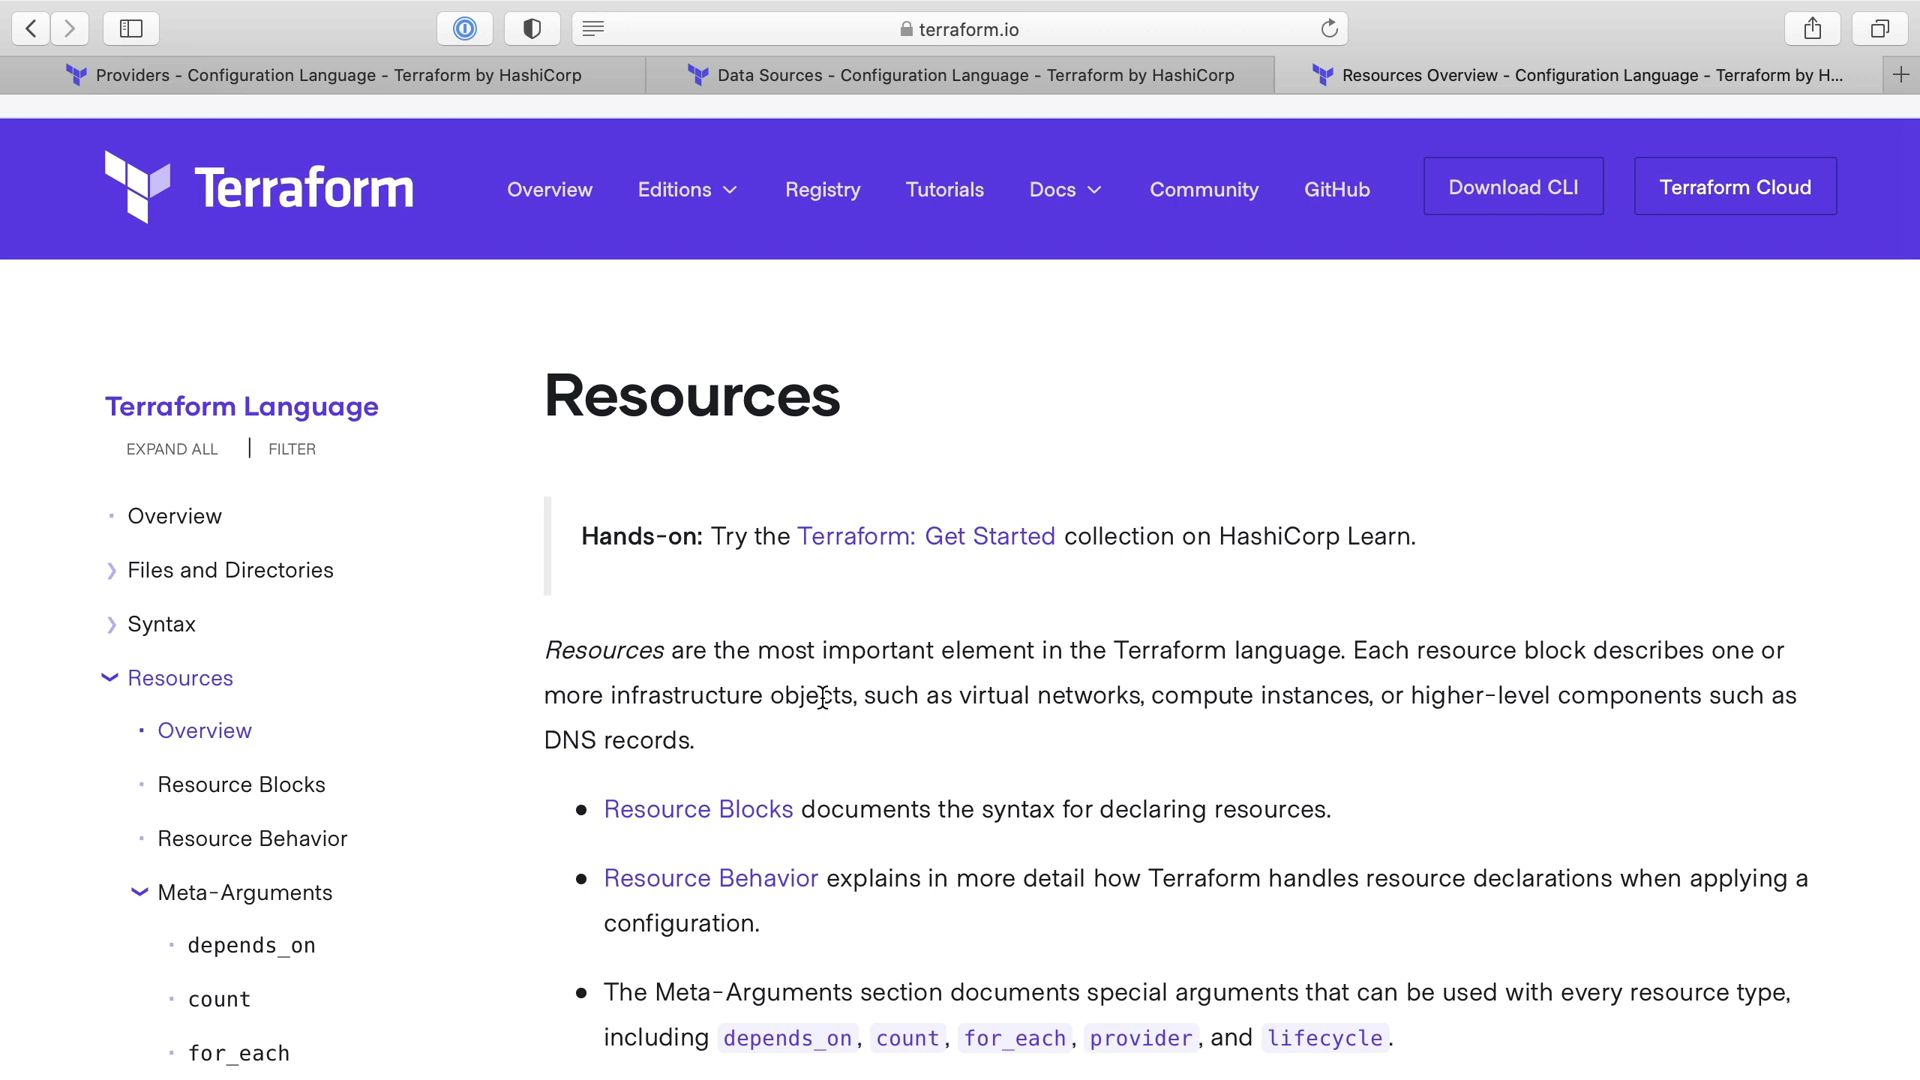 terraform.io
Providers - Configuration Language - Terraform by HashiCorp
Data Sources - Configuration Language - Terraform by HashiCorp
Resources Overview - Configuration Language - Terraform by H...
Terraform
Overview
Editions
Registry
Tutorials
Docs
Community
GitHub
Download CLI
Terraform Cloud
Terraform Language
EXPAND ALL | FILTER
Overview
Files and Directories
Syntax
Resources
Overview
Resource Blocks
Resource Behavior
Meta-Arguments
depends_on
count
for_each
Resources
Hands-on: Try the Terraform: Get Started collection on HashiCorp Learn.
Resources are the most important element in the Terraform language. Each resource block describes one or
more infrastructure objects, such as virtual networks, compute instances, or higher-level components such as
DNS records.
Resource Blocks documents the syntax for declaring resources.
Resource Behavior explains in more detail how Terraform handles resource declarations when applying a
configuration.
The Meta-Arguments section documents special arguments that can be used with every resource type,
including depends_on, count, for_each, provider, and lifecycle.